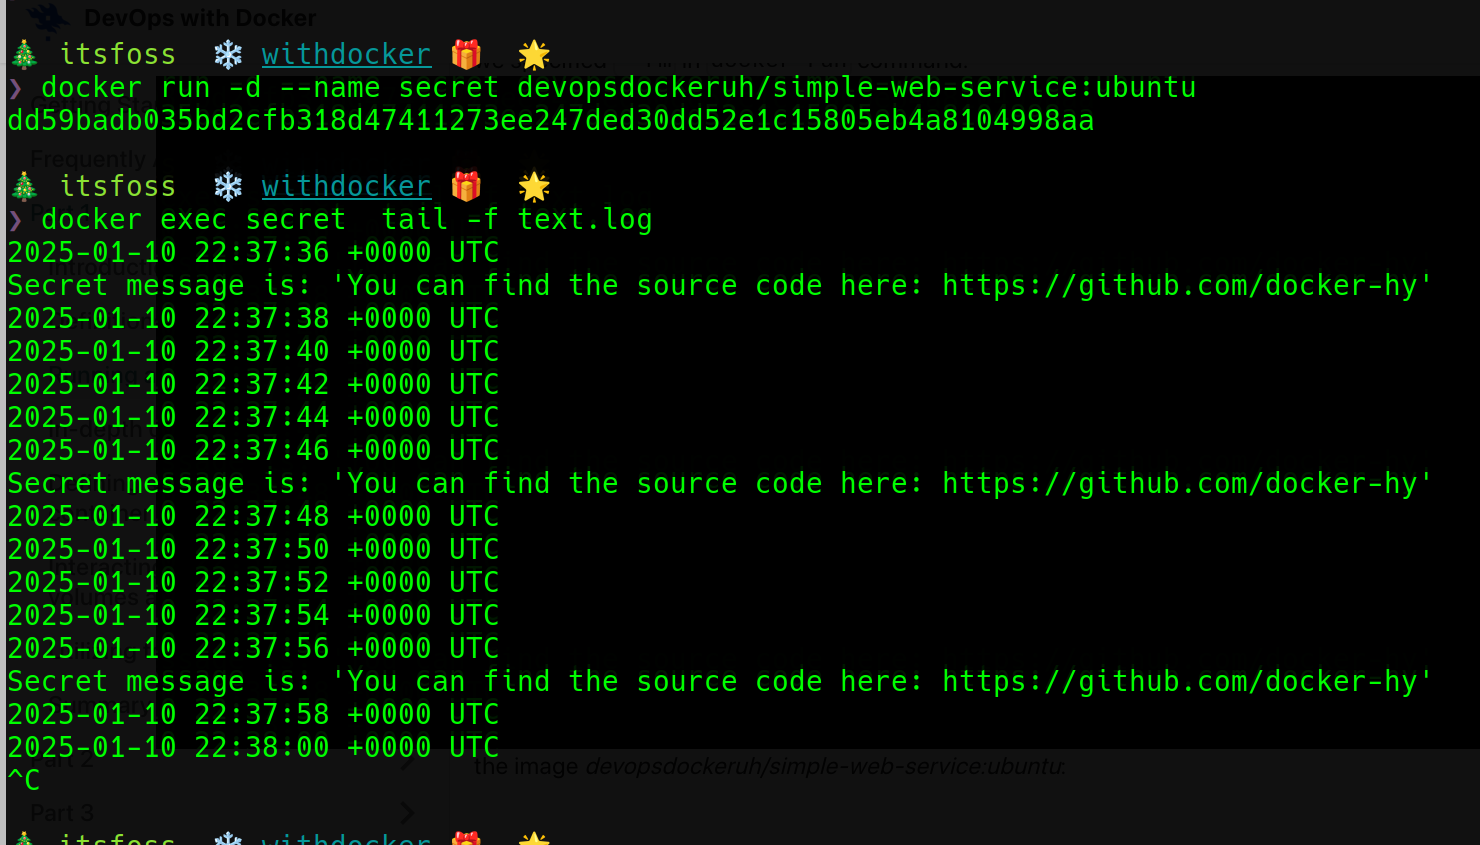 DevOps with Docker
🎄 itsfoss ❄️ withdocker 🎁 🌟
❯ docker run -d --name secret devopsdockeruh/simple-web-service:ubuntu
dd59badb035bd2cfb318d47411273ee247ded30dd52e1c15805eb4a8104998aa
Frequently
🎄 itsfoss ❄️ withdocker 🎁 🌟
❯ docker exec secret  tail -f text.log
2025-01-10 22:37:36 +0000 UTC
Secret message is: 'You can find the source code here: https://github.com/docker-hy'
2025-01-10 22:37:38 +0000 UTC
2025-01-10 22:37:40 +0000 UTC
2025-01-10 22:37:42 +0000 UTC
2025-01-10 22:37:44 +0000 UTC
2025-01-10 22:37:46 +0000 UTC
Secret message is: 'You can find the source code here: https://github.com/docker-hy'
2025-01-10 22:37:48 +0000 UTC
2025-01-10 22:37:50 +0000 UTC
2025-01-10 22:37:52 +0000 UTC
2025-01-10 22:37:54 +0000 UTC
2025-01-10 22:37:56 +0000 UTC
Secret message is: 'You can find the source code here: https://github.com/docker-hy'
2025-01-10 22:37:58 +0000 UTC
2025-01-10 22:38:00 +0000 UTC
Part 2
the image devopsdockeruh/simple-web-service:ubuntu:
^C
Part 3
🎄 itsfoss ❄️ withdocker 🎁 🌟